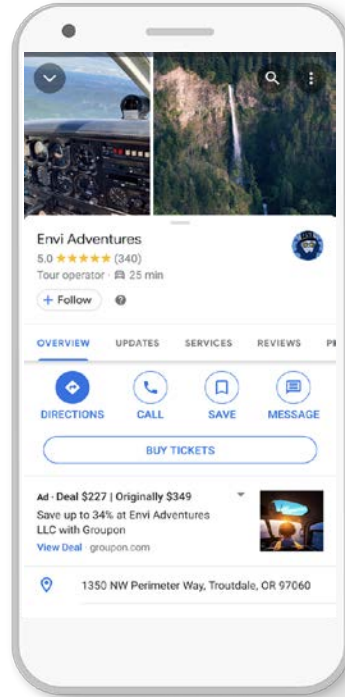 Envi Adventures
5.0 ★★★★★ (340)
Tour operator · 25 min
+ Follow
OVERVIEW UPDATES SERVICES REVIEWS
DIRECTIONS CALL SAVE MESSAGE
BUY TICKETS
Ad · Deal $227 | Originally $349
Save up to 34% at Envi Adventures
LLC with Groupon
View Deal · groupon.com
1350 NW Perimeter Way, Troutdale, OR 97060